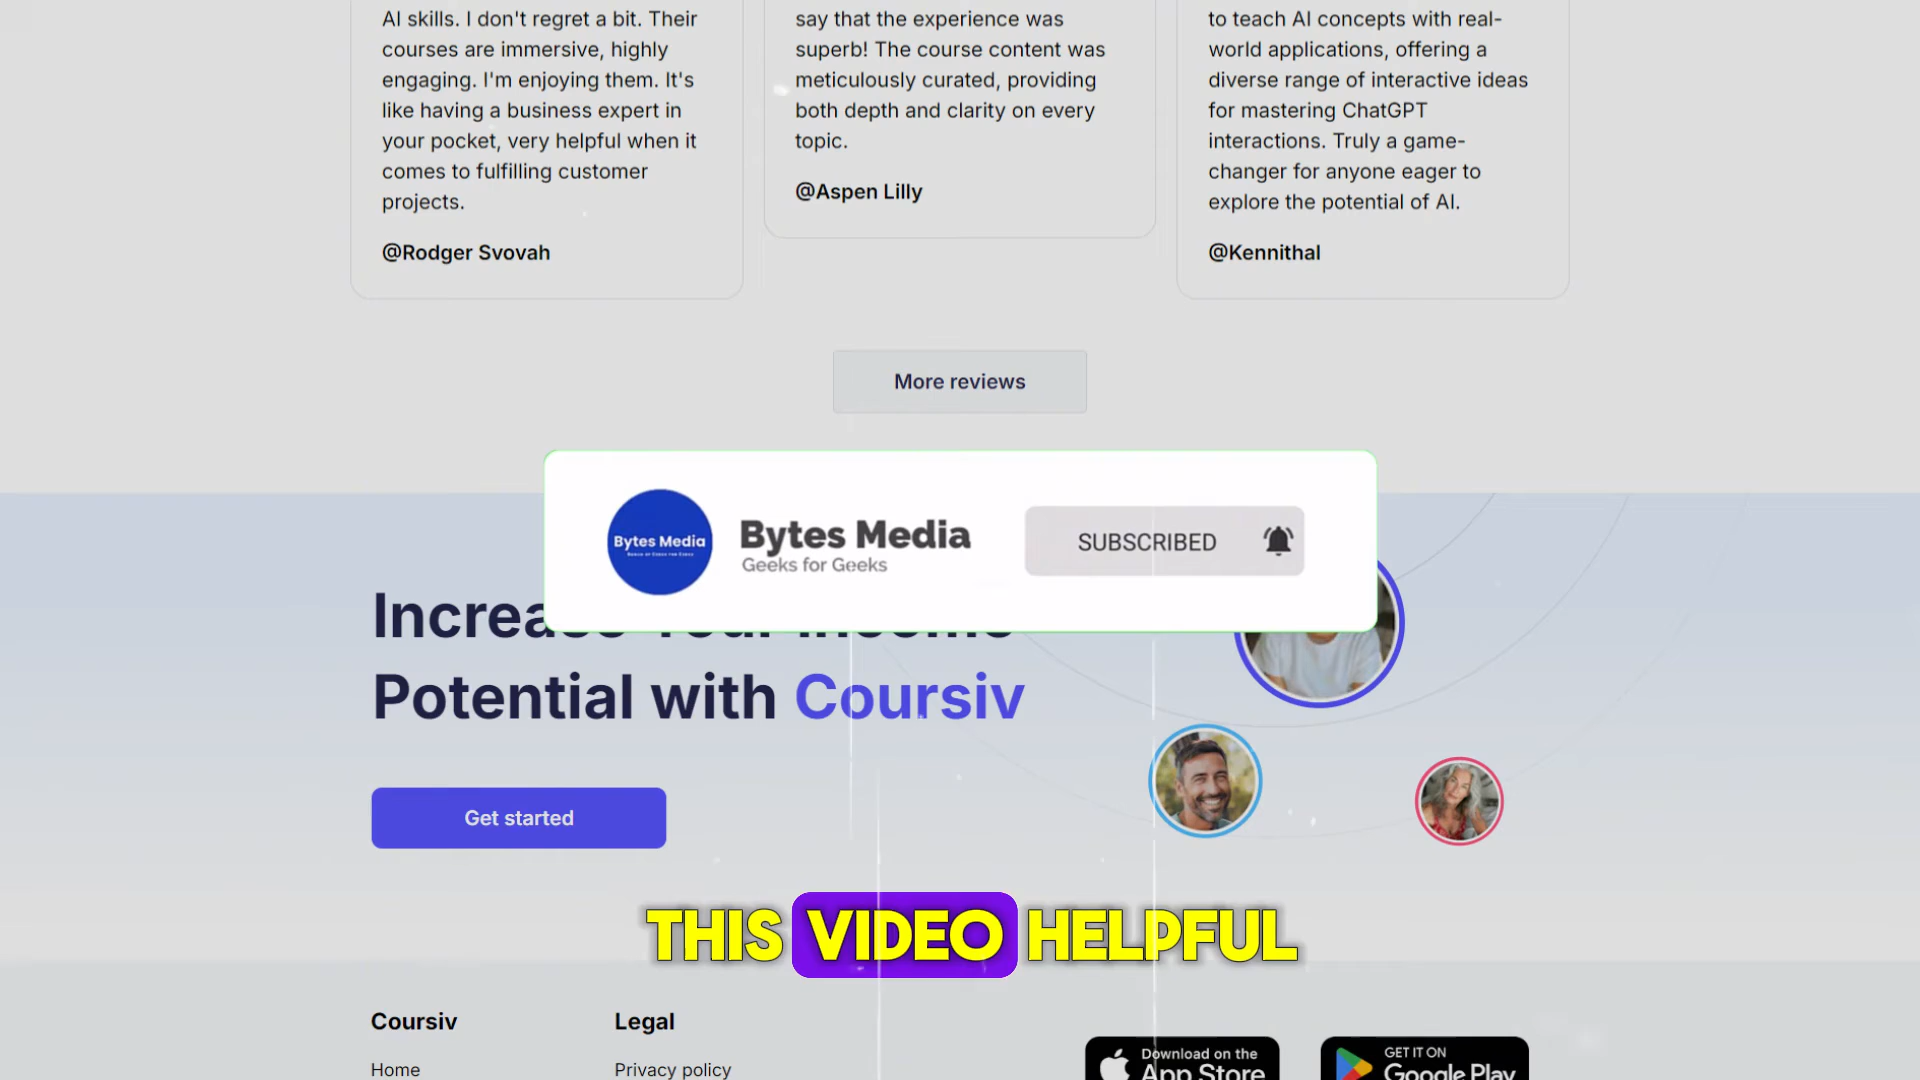 AI skills. I don't regret a bit. Their
courses are immersive, highly
engaging. I'm enjoying them. It's
like having a business expert in
your pocket, very helpful when it
comes to fulfilling customer
projects.
@Rodger Svovah
say that the experience was
superb! The course content was
meticulously curated, providing
both depth and clarity on every
topic.
@Aspen Lilly
to teach AI concepts with real-
world applications, offering a
diverse range of interactive ideas
for mastering ChatGPT
interactions. Truly a game-
changer for anyone eager to
explore the potential of AI.
@Kennithal
More reviews
Bytes Media
Bytes Media
Geeks for Geeks
SUBSCRIBED
Potential with Coursiv
Get started
THIS VIDEO HELPFUL
Coursiv
Home
Legal
Privacy policy
Download on the
App Store
GET IT ON
Google Play